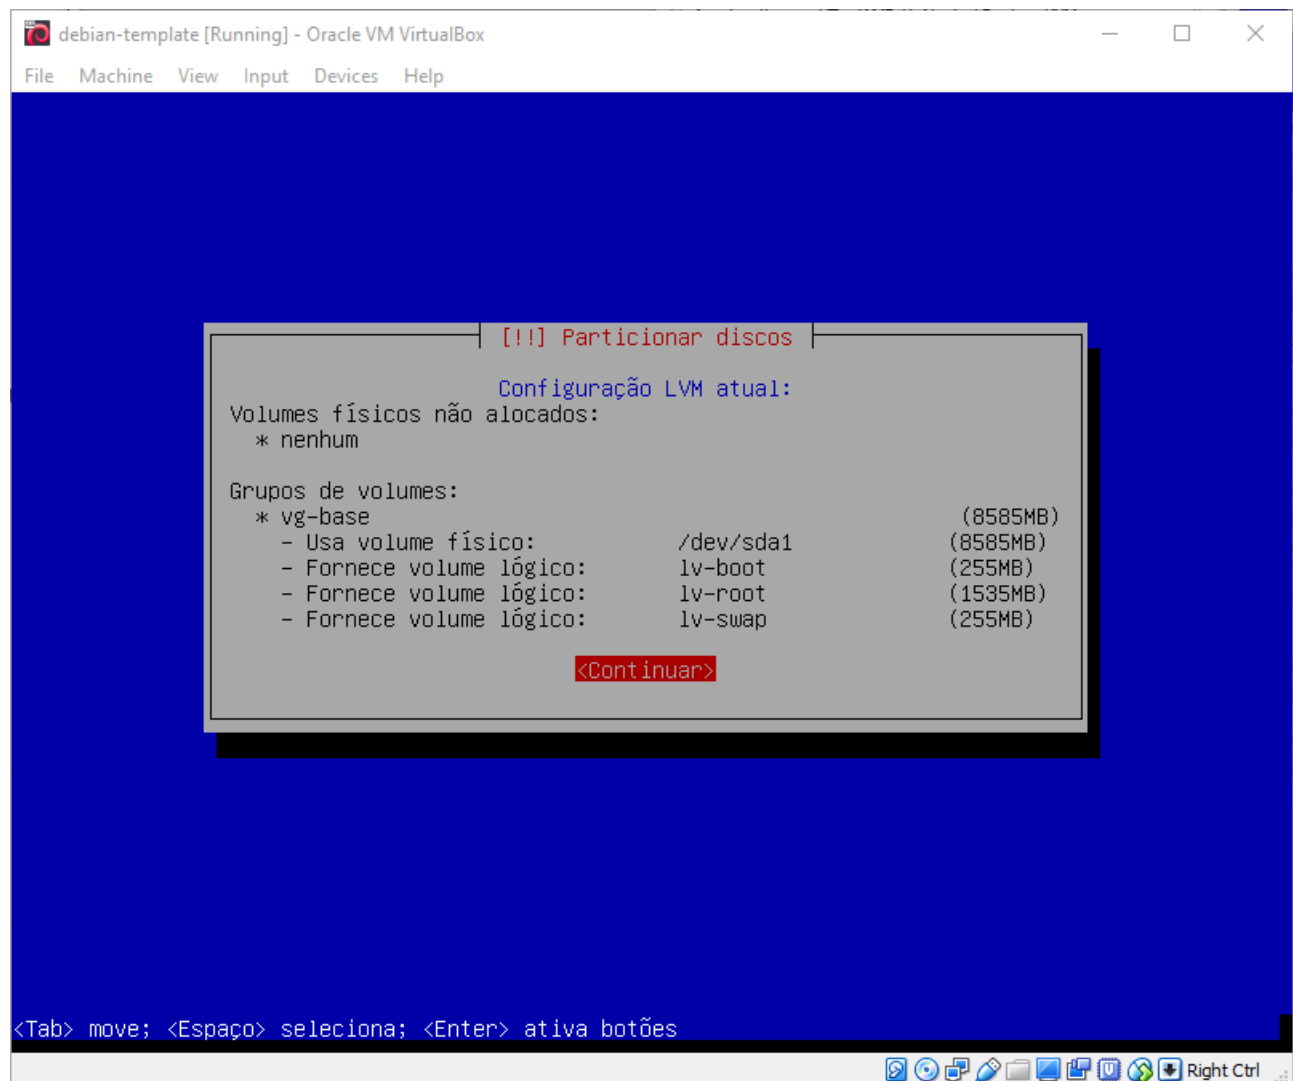 debian-template [Running] - Oracle VM VirtualBox
File Machine View Input Devices Help
[!!] Particionar discos
Configuração LVM atual:
Volumes físicos não alocados:
* nenhum
Grupos de volumes:
* vg-base (8585MB)
- Usa volume físico: /dev/sda1 (8585MB)
- Fornece volume lógico: lv-boot (255MB)
- Fornece volume lógico: lv-root (1535MB)
- Fornece volume lógico: lv-swap (255MB)
<Continuar>
<Tab> move; <Espaço> seleciona; <Enter> ativa botões
Right Ctrl